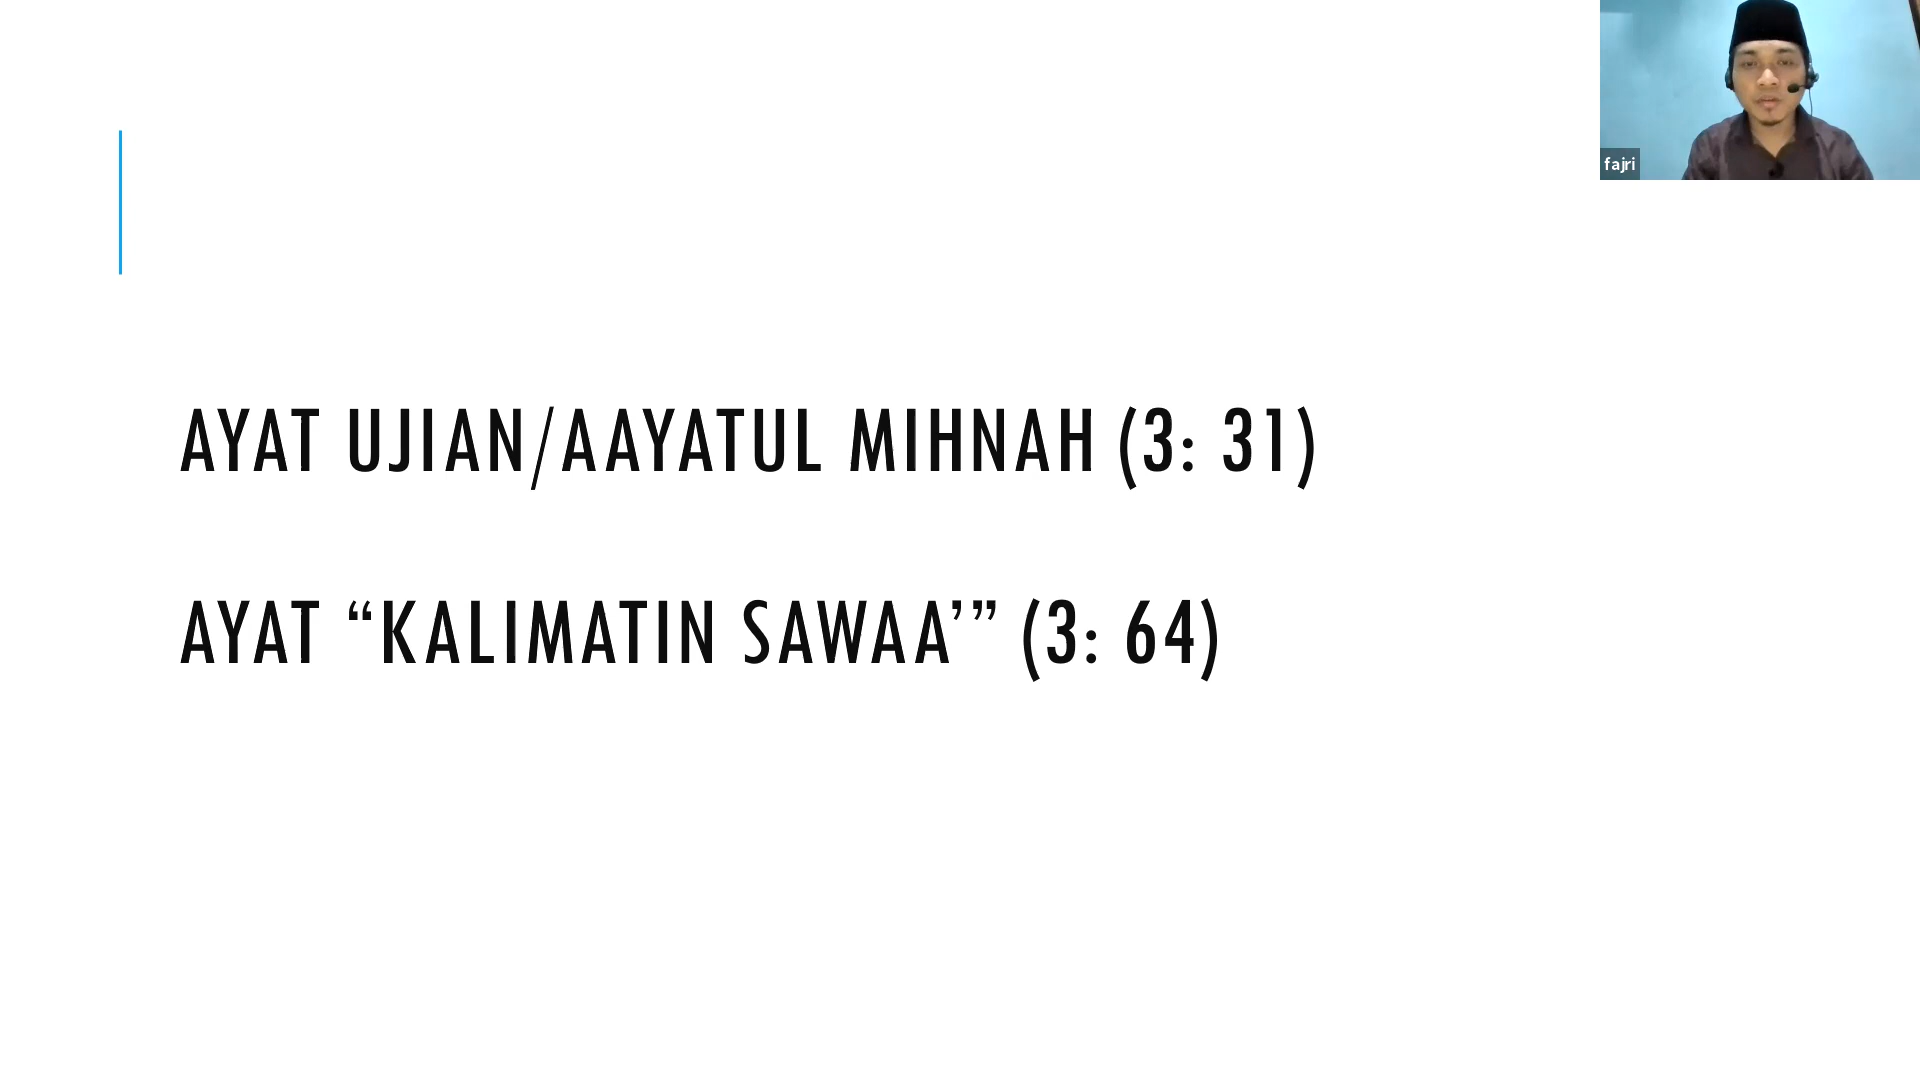 fajri
AYAT UJIAN/AAYATUL MIHNAH (3: 31)
AYAT “KALIMATIN SAWAA’” (3: 64)